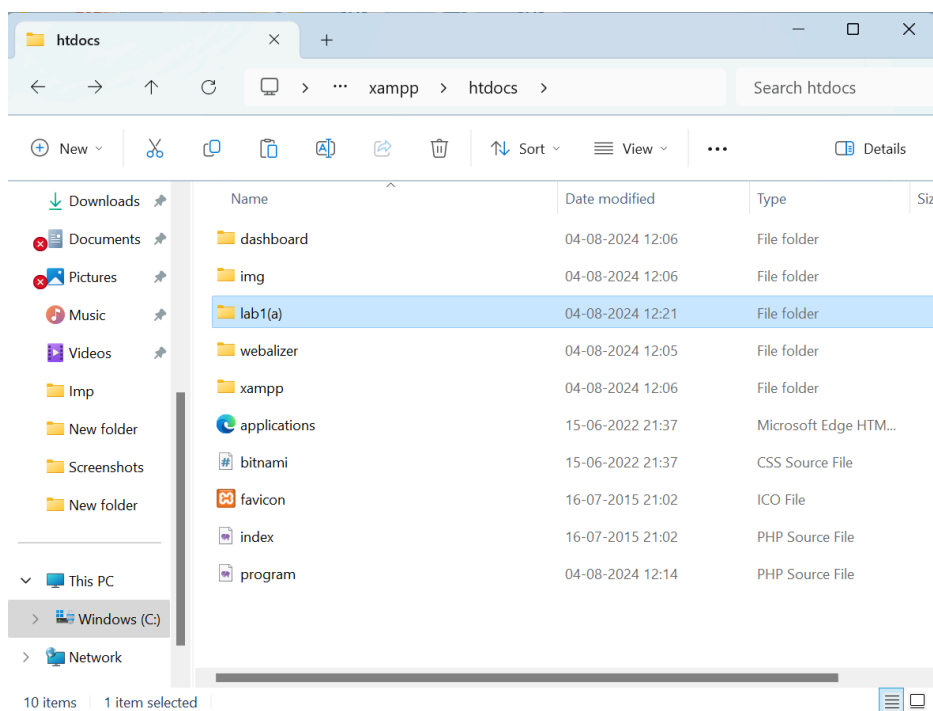 htdocs
xampp > htdocs > Search htdocs
New Sort View Details
Downloads
Documents
Pictures
Music
Videos
Imp
New folder
Screenshots
New folder
This PC
Windows (C:)
Network
Name Date modified Type Siz
dashboard 04-08-2024 12:06 File folder
img 04-08-2024 12:06 File folder
lab1(a) 04-08-2024 12:21 File folder
webalizer 04-08-2024 12:05 File folder
xampp 04-08-2024 12:06 File folder
applications 15-06-2022 21:37 Microsoft Edge HTM...
bitnami 15-06-2022 21:37 CSS Source File
favicon 16-07-2015 21:02 ICO File
index 16-07-2015 21:02 PHP Source File
program 04-08-2024 12:14 PHP Source File
10 items 1 item selected